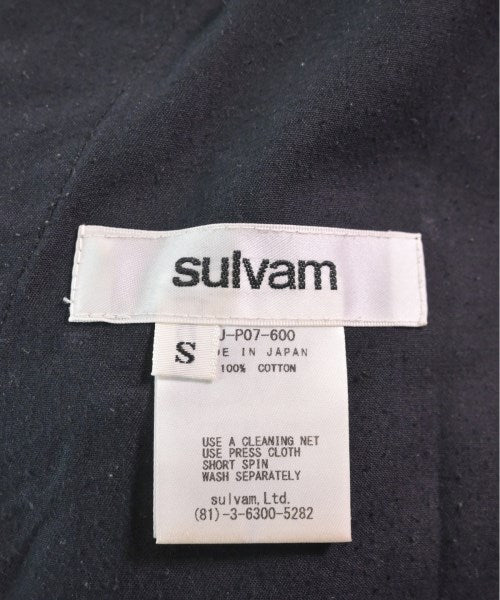 sulvam
S
J-P07-600
DE IN JAPAN
100% COTTON
USE A CLEANING NET
USE PRESS CLOTH
SHORT SPIN
WASH SEPARATELY
sulvam,Ltd.
(81)-3-6300-5282